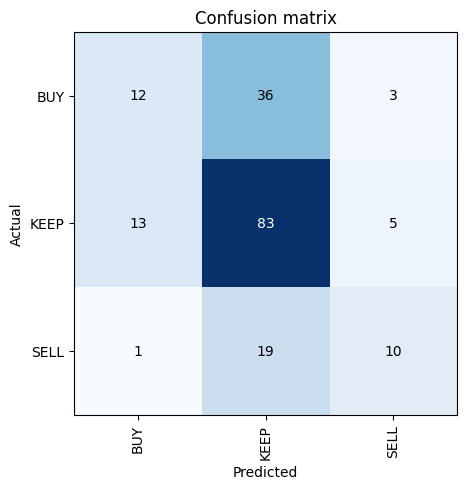 Confusion matrix
BUY 12 36 3
KEEP 13 83 5
SELL 1 19 10
BUY KEEP SELL
Predicted
Actual